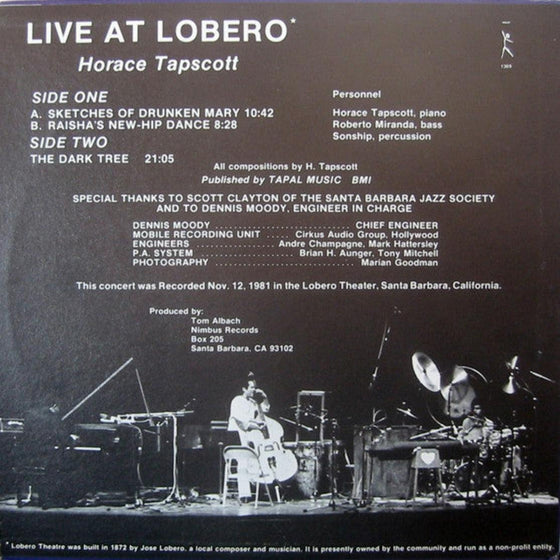 LIVE AT LOBERO*
Horace Tapscott
1369
SIDE ONE
A. SKETCHES OF DRUNKEN MARY 10:42
B. RAISHA'S NEW-HIP DANCE 8:28
SIDE TWO
THE DARK TREE 21:05
Personnel
Horace Tapscott, piano
Roberto Miranda, bass
Sonship, percussion
All compositions by H. Tapscott
Published by TAPAL MUSIC BMI
SPECIAL THANKS TO SCOTT CLAYTON OF THE SANTA BARBARA JAZZ SOCIETY
AND TO DENNIS MOODY, ENGINEER IN CHARGE
DENNIS MOODY ........................ CHIEF ENGINEER
MOBILE RECORDING UNIT ..... Cirkus Audio Group, Hollywood
ENGINEERS ............... Andre Champagne, Mark Hattersley
P.A. SYSTEM ................... Brian H. Aunger, Tony Mitchell
PHOTOGRAPHY .......................... Marian Goodman
This concert was Recorded Nov. 12, 1981 in the Lobero Theater, Santa Barbara, California.
Produced by:
Tom Albach
Nimbus Records
Box 205
Santa Barbara, CA 93102
* Lobero Theatre was built in 1872 by Jose Lobero, a local composer and musician. It is presently owned by the community and run as a non-profit entity.